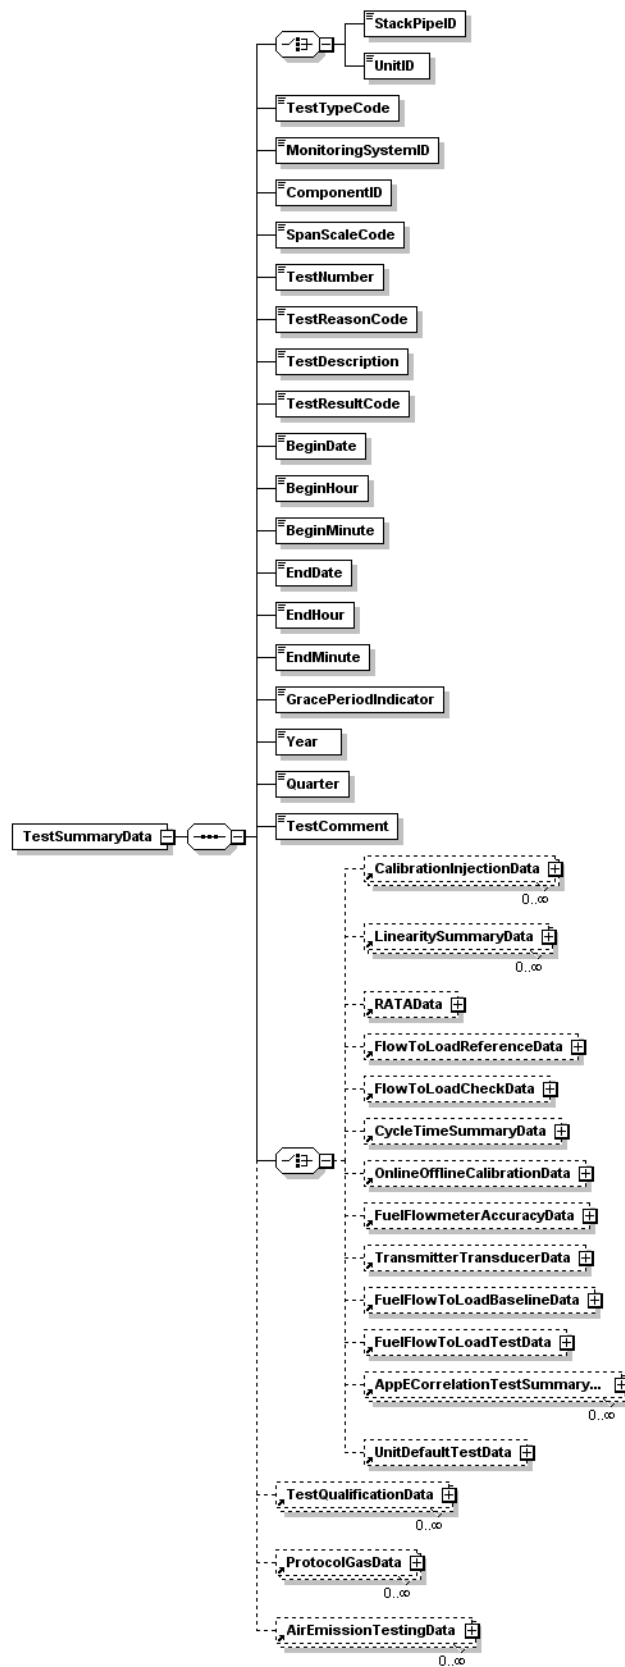 StackPipeID
UnitID
TestTypeCode
MonitoringSystemID
ComponentID
SpanScaleCode
TestNumber
TestReasonCode
TestDescription
TestResultCode
BeginDate
BeginHour
BeginMinute
EndDate
EndHour
EndMinute
GracePeriodIndicator
Year
Quarter
TestSummaryData
TestComment
CalibrationInjectionData
0..∞
LinearitySummaryData
0..∞
RATAData
FlowToLoadReferenceData
FlowToLoadCheckData
CycleTimeSummaryData
OnlineOfflineCalibrationData
FuelFlowmeterAccuracyData
TransmitterTransducerData
FuelFlowToLoadBaselineData
FuelFlowToLoadTestData
AppECorrelationTestSummary...
0..∞
UnitDefaultTestData
TestQualificationData
0..∞
ProtocolGasData
0..∞
AirEmissionTestingData
0..∞